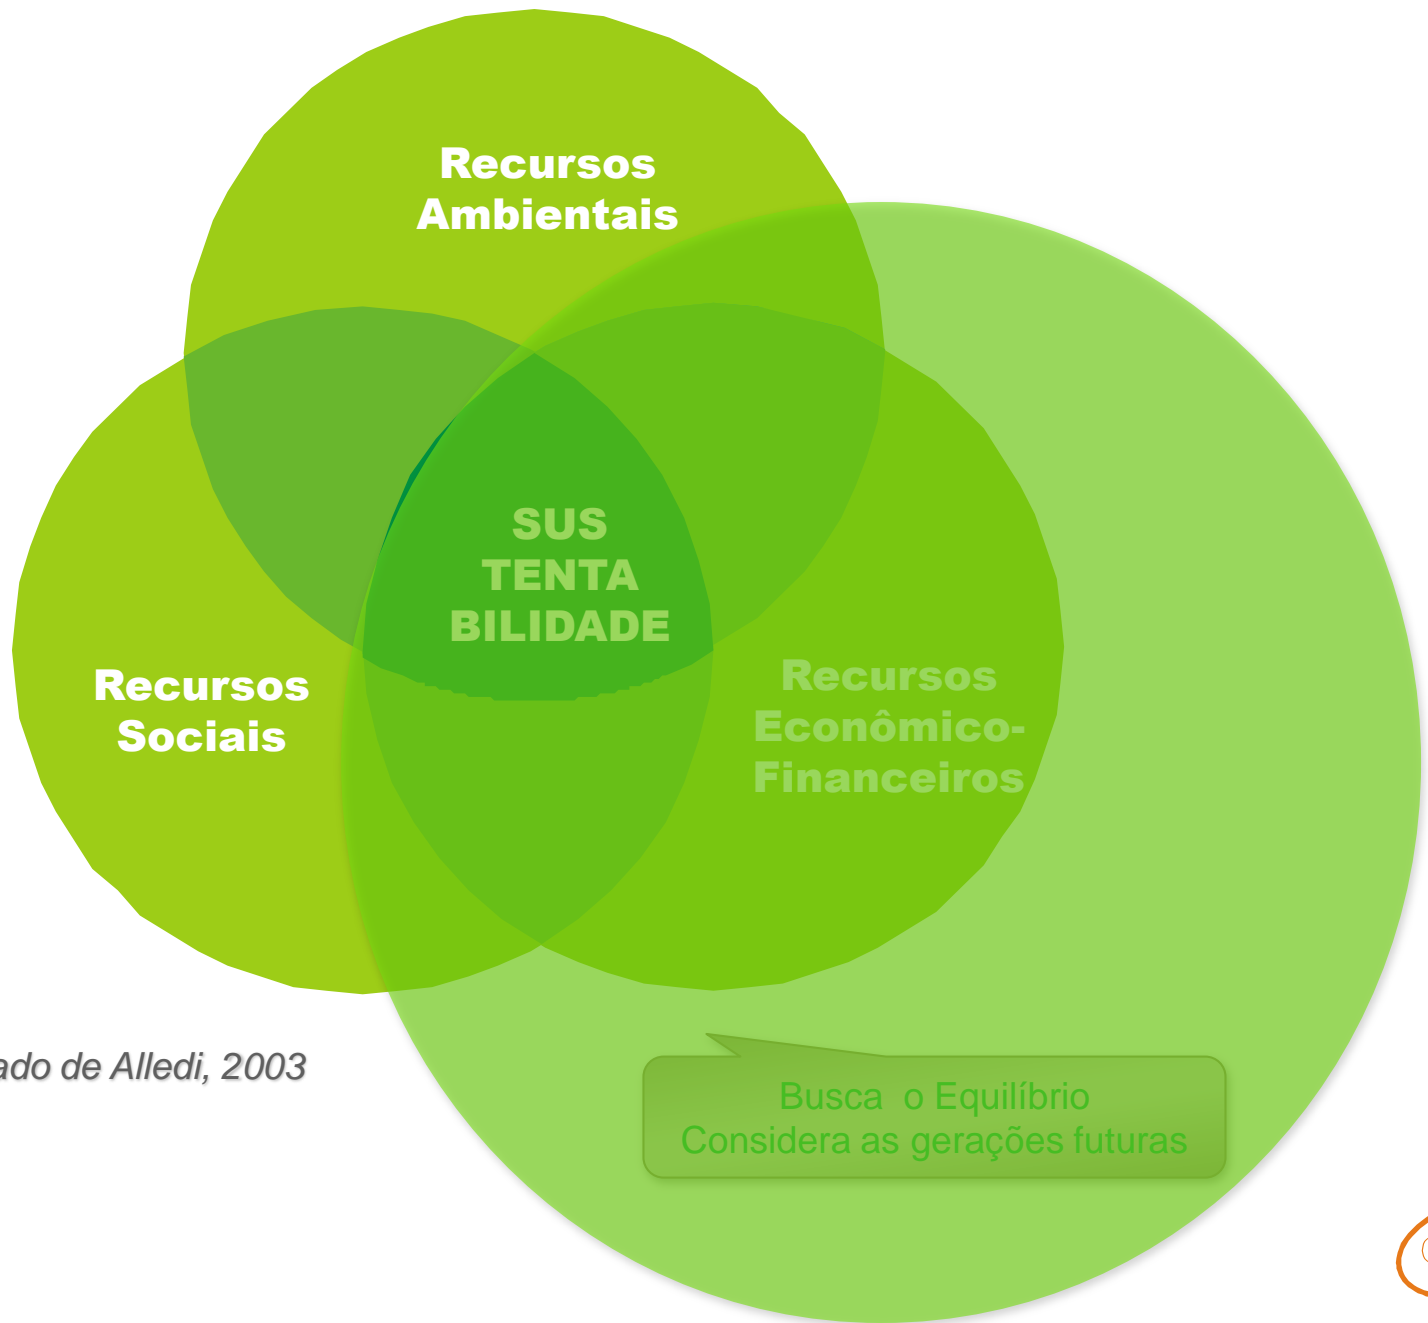 Recursos
Ambientais
SUS
TENTA
BILIDADE
Recursos
Sociais
Recursos
Econômico-
Financeiros
de Alledi, 2003
Busca o Equilíbrio
Considera as gerações futuras